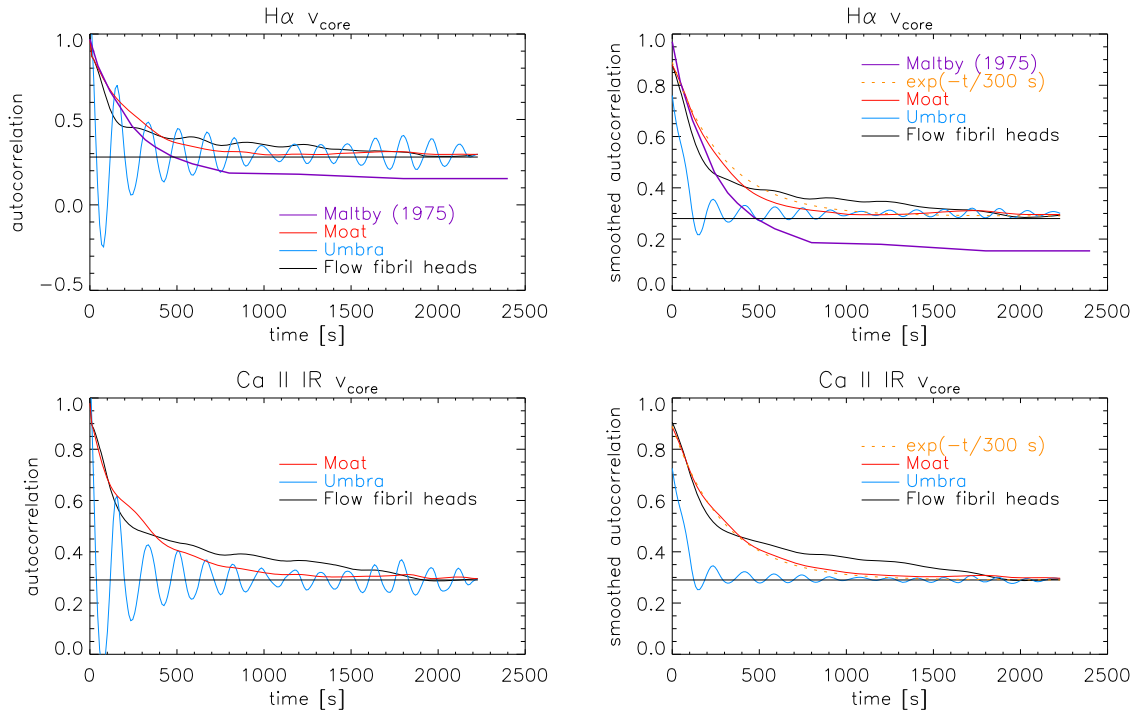 Hα v_core
autocorrelation
1.0
0.5
0.0
−0.5
Maltby (1975)
Moat
Umbra
Flow fibril heads
0 500 1000 1500 2000 2500
time [s]
Hα v_core
smoothed autocorrelation
1.0
0.8
0.6
0.4
0.2
0.0
Maltby (1975)
exp(−t/300 s)
Moat
Umbra
Flow fibril heads
0 500 1000 1500 2000 2500
time [s]
Ca II IR v_core
autocorrelation
1.0
0.8
0.6
0.4
0.2
0.0
Moat
Umbra
Flow fibril heads
0 500 1000 1500 2000 2500
time [s]
Ca II IR v_core
smoothed autocorrelation
1.0
0.8
0.6
0.4
0.2
0.0
exp(−t/300 s)
Moat
Umbra
Flow fibril heads
0 500 1000 1500 2000 2500
time [s]